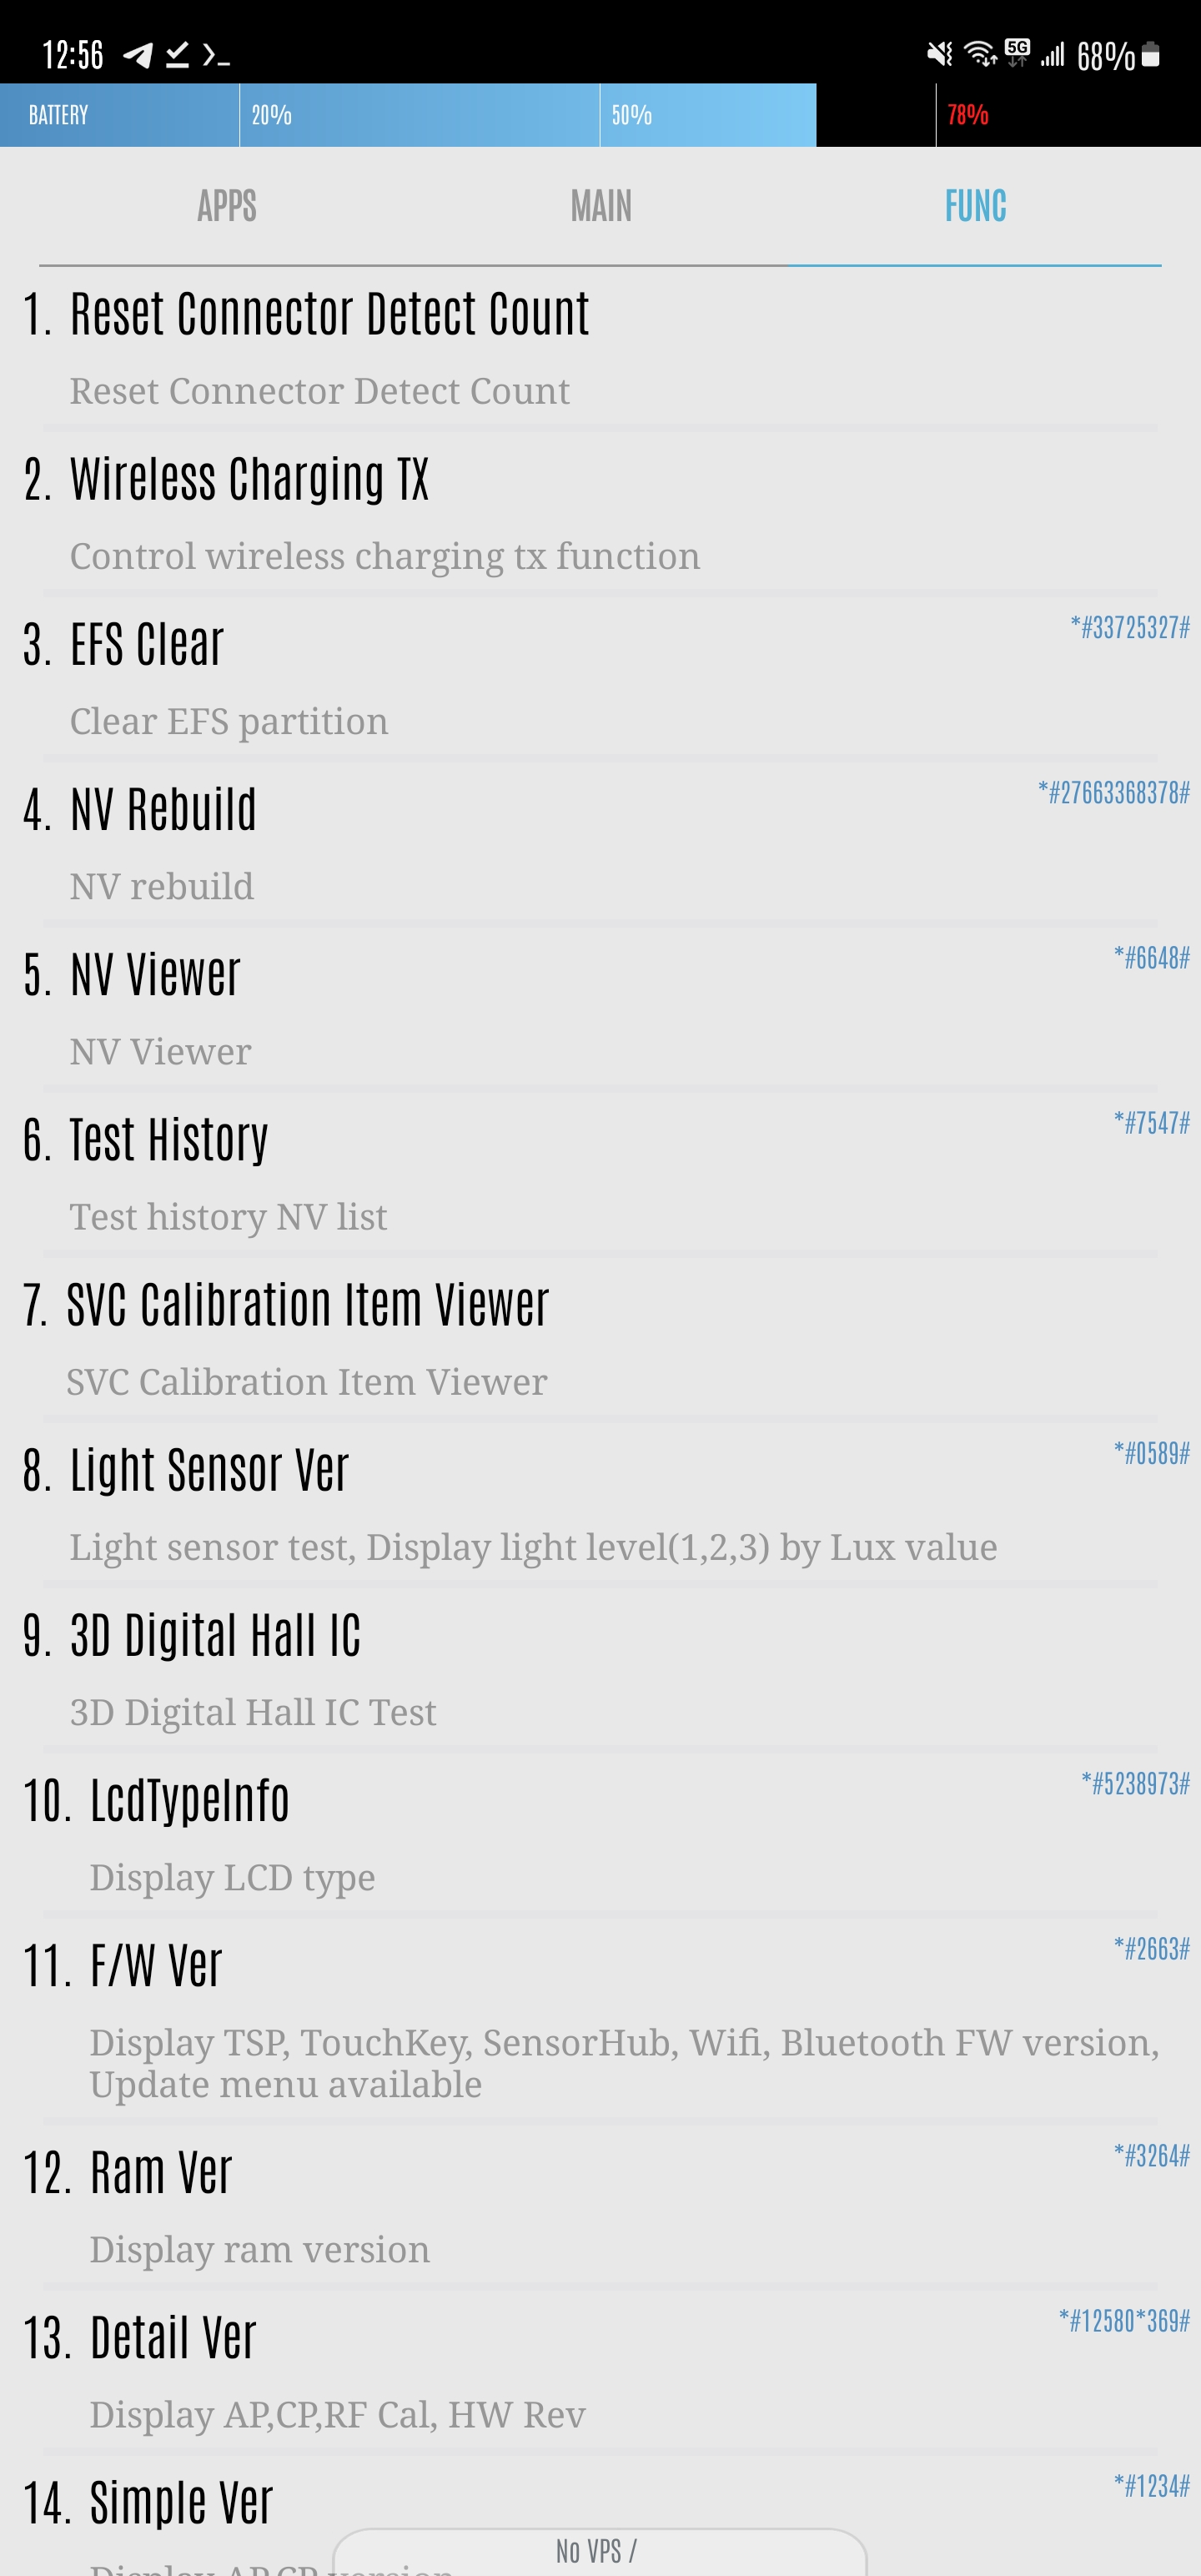 12:56 5G 68%
BATTERY 20% 50% 78%
APPS MAIN FUNC
1. Reset Connector Detect Count
Reset Connector Detect Count
2. Wireless Charging TX
Control wireless charging tx function
3. EFS Clear *#33725327#
Clear EFS partition
4. NV Rebuild *#27663368378#
NV rebuild
5. NV Viewer *#6648#
NV Viewer
6. Test History *#7547#
Test history NV list
7. SVC Calibration Item Viewer
SVC Calibration Item Viewer
8. Light Sensor Ver *#0589#
Light sensor test, Display light level(1,2,3) by Lux value
9. 3D Digital Hall IC
3D Digital Hall IC Test
10. LcdTypeInfo *#5238973#
Display LCD type
11. F/W Ver *#2663#
Display TSP, TouchKey, SensorHub, Wifi, Bluetooth FW version,
Update menu available
12. Ram Ver *#3264#
Display ram version
13. Detail Ver *#12580*369#
Display AP,CP,RF Cal, HW Rev
14. Simple Ver *#1234#
No VPS /
Display AP,CP version